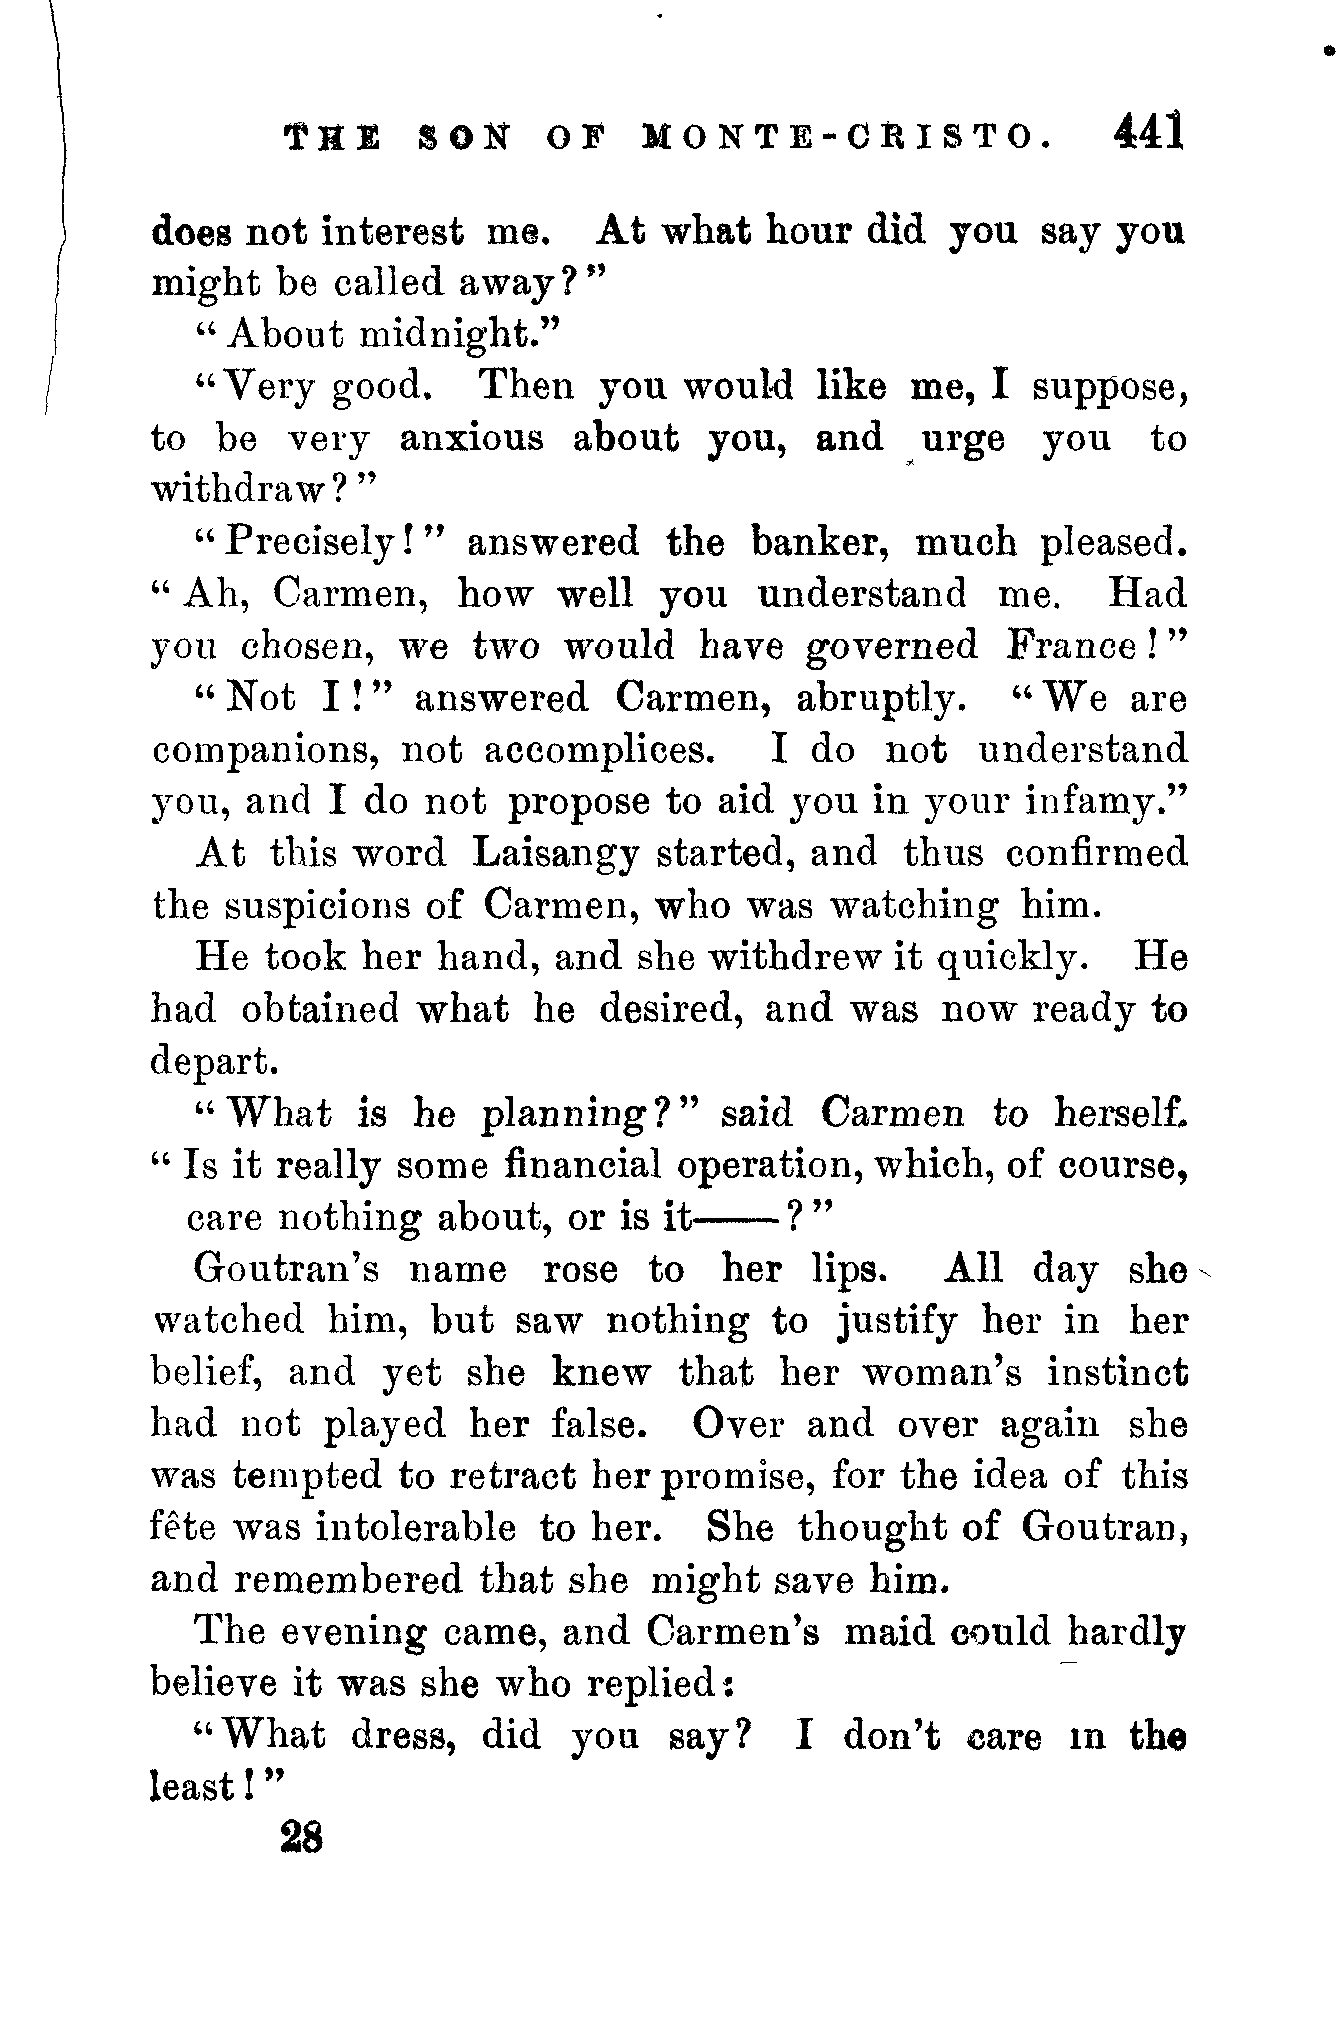 THE SON OF MONTE-CRISTO. 441
does not interest me. At what hour did you say you
might be called away?"
"About midnight."
"Very good. Then you would like me, I suppose,
to be very anxious about you, and urge you to
withdraw?"
"Precisely!" answered the banker, much pleased.
"Ah, Carmen, how well you understand me. Had
you chosen, we two would have governed France!"
"Not I!" answered Carmen, abruptly. "We are
companions, not accomplices. I do not understand
you, and I do not propose to aid you in your infamy."
At this word Laisangy started, and thus confirmed
the suspicions of Carmen, who was watching him.
He took her hand, and she withdrew it quickly. He
had obtained what he desired, and was now ready to
depart.
"What is he planning?" said Carmen to herself.
"Is it really some financial operation, which, of course,
care nothing about, or is it——?"
Goutran's name rose to her lips. All day she
watched him, but saw nothing to justify her in her
belief, and yet she knew that her woman's instinct
had not played her false. Over and over again she
was tempted to retract her promise, for the idea of this
fête was intolerable to her. She thought of Goutran,
and remembered that she might save him.
The evening came, and Carmen's maid could hardly
believe it was she who replied:
"What dress, did you say? I don't care in the
least!"
28